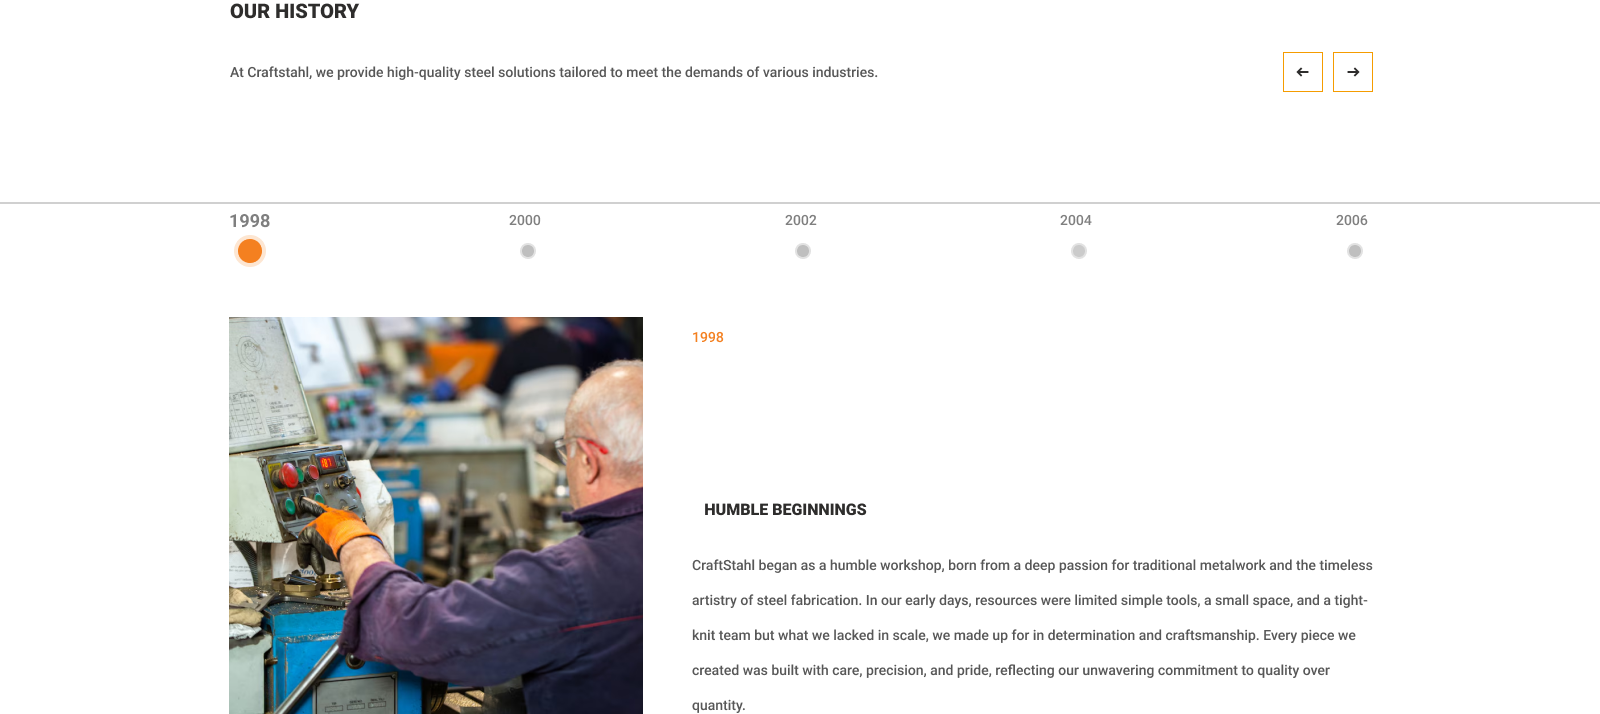 OUR HISTORY
At Craftstahl, we provide high-quality steel solutions tailored to meet the demands of various industries.
1998
2000
2002
2004
2006
1998
HUMBLE BEGINNINGS
CraftStahl began as a humble workshop, born from a deep passion for traditional metalwork and the timeless
artistry of steel fabrication. In our early days, resources were limited simple tools, a small space, and a tight-
knit team but what we lacked in scale, we made up for in determination and craftsmanship. Every piece we
created was built with care, precision, and pride, reflecting our unwavering commitment to quality over
quantity.